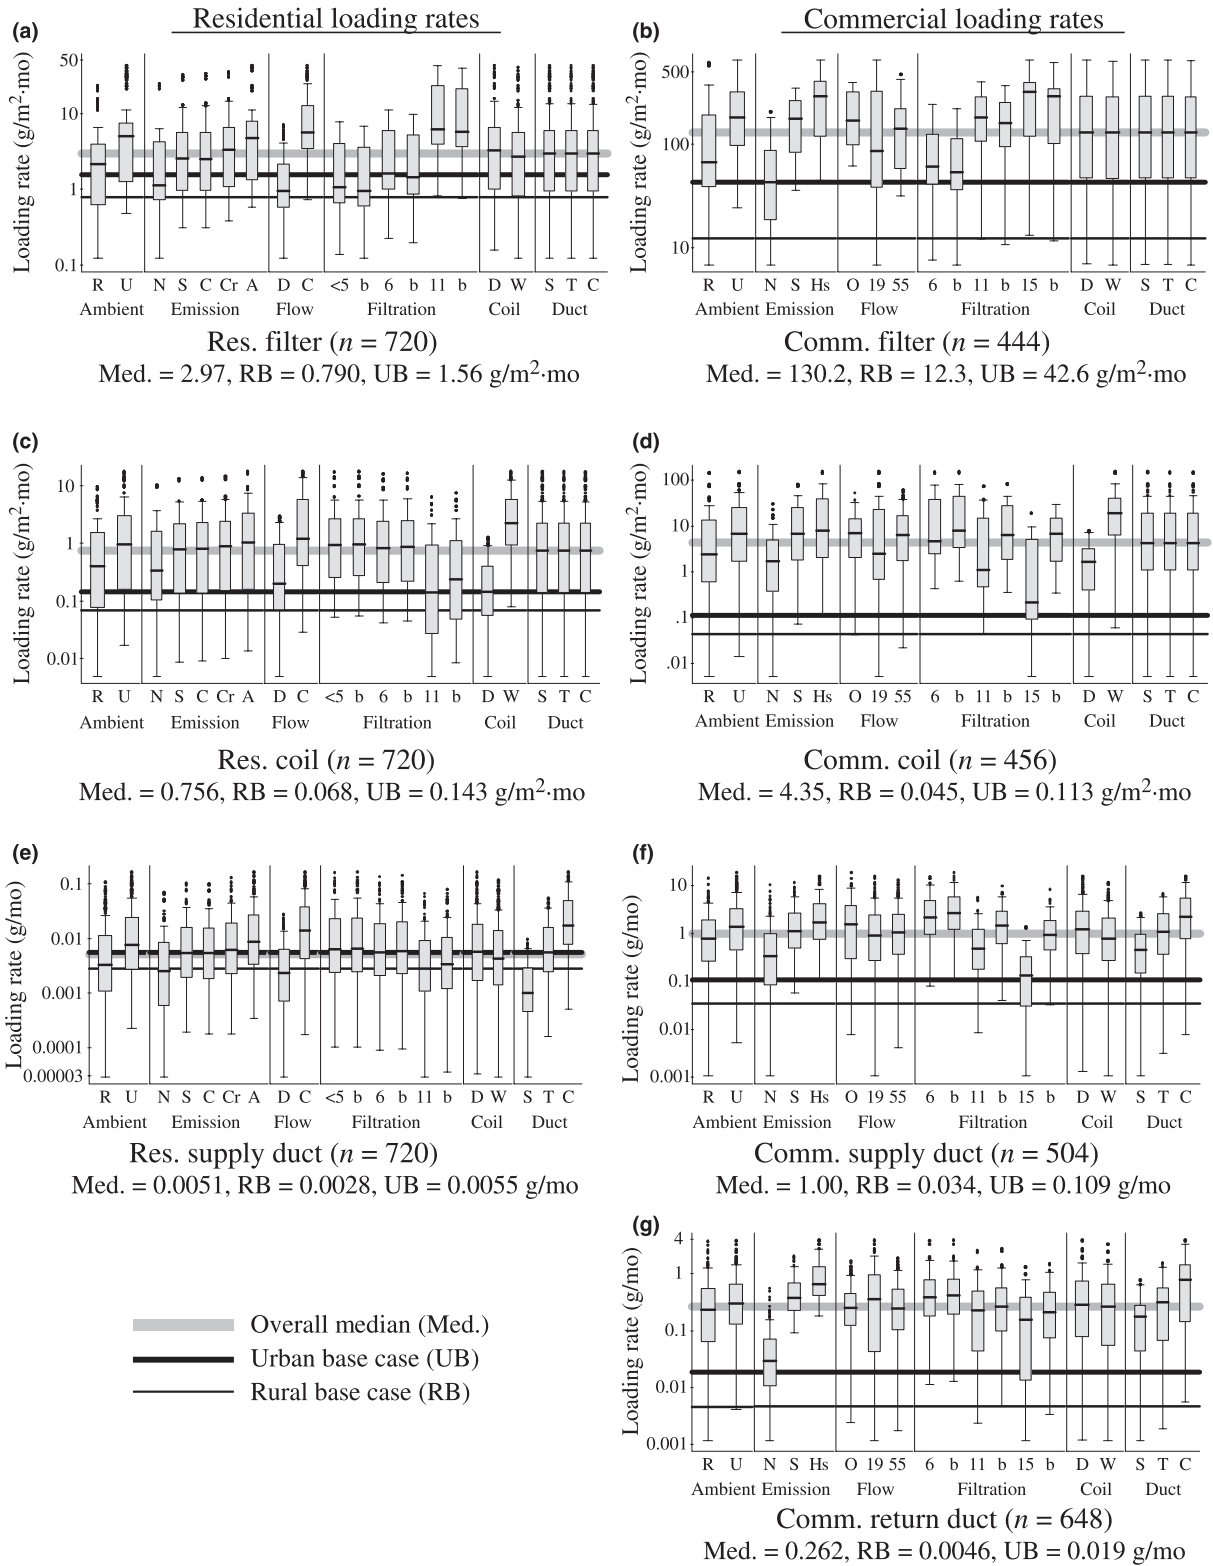 Residential loading rates
Commercial loading rates
(a)
Loading rate (g/m²·mo)
50
10
1
0.1
R U N S C Cr A D C <5 b 6 b 11 b D W S T C
Ambient Emission Flow Filtration Coil Duct
Res. filter (n = 720)
Med. = 2.97, RB = 0.790, UB = 1.56 g/m²·mo
(b)
Loading rate (g/m²·mo)
500
100
10
R U N S Hs O 19 55 6 b 11 b 15 b D W S T C
Ambient Emission Flow Filtration Coil Duct
Comm. filter (n = 444)
Med. = 130.2, RB = 12.3, UB = 42.6 g/m²·mo
(c)
Loading rate (g/m²·mo)
10
1
0.1
0.01
R U N S C Cr A D C <5 b 6 b 11 b D W S T C
Ambient Emission Flow Filtration Coil Duct
Res. coil (n = 720)
Med. = 0.756, RB = 0.068, UB = 0.143 g/m²·mo
(d)
Loading rate (g/m²·mo)
100
10
1
.1
.01
R U N S Hs O 19 55 6 b 11 b 15 b D W S T C
Ambient Emission Flow Filtration Coil Duct
Comm. coil (n = 456)
Med. = 4.35, RB = 0.045, UB = 0.113 g/m²·mo
(e)
Loading rate (g/mo)
0.1
0.01
0.001
0.0001
0.00003
R U N S C Cr A D C <5 b 6 b 11 b D W S T C
Ambient Emission Flow Filtration Coil Duct
Res. supply duct (n = 720)
Med. = 0.0051, RB = 0.0028, UB = 0.0055 g/mo
(f)
Loading rate (g/mo)
10
1
0.1
0.01
0.001
R U N S Hs O 19 55 6 b 11 b 15 b D W S T C
Ambient Emission Flow Filtration Coil Duct
Comm. supply duct (n = 504)
Med. = 1.00, RB = 0.034, UB = 0.109 g/mo
Overall median (Med.)
Urban base case (UB)
Rural base case (RB)
(g)
Loading rate (g/mo)
4
1
0.1
0.01
0.001
R U N S Hs O 19 55 6 b 11 b 15 b D W S T C
Ambient Emission Flow Filtration Coil Duct
Comm. return duct (n = 648)
Med. = 0.262, RB = 0.0046, UB = 0.019 g/mo